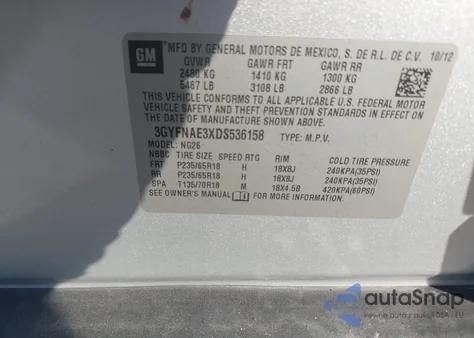 GM
MFD BY GENERAL MOTORS DE MEXICO, S. DE R.L. DE C.V. 10/12
GVWR GAWR FRT GAWR RR
2480 KG 1410 KG 1300 KG
5467 LB 3108 LB 2866 LB
THIS VEHICLE CONFORMS TO ALL APPLICABLE U.S. FEDERAL MOTOR
VEHICLE SAFETY AND THEFT PREVENTION STANDARDS IN EFFECT ON
THE DATE OF MANUFACTURE SHOWN ABOVE.
3GYFNAE3XDS536158 TYPE: M.P.V.
MODEL: NG26
NBBC TIRE SIZE SPEED RTG RIM COLD TIRE PRESSURE
FRT P235/65R18 H 18X8J 240KPA(35PSI)
RR P235/65R18 H 18X8J 240KPA(35PSI)
SPA T135/70R18 M 18X4.5B 420KPA(60PSI)
SEE OWNER'S MANUAL FOR MORE INFORMATION.
autoSnap